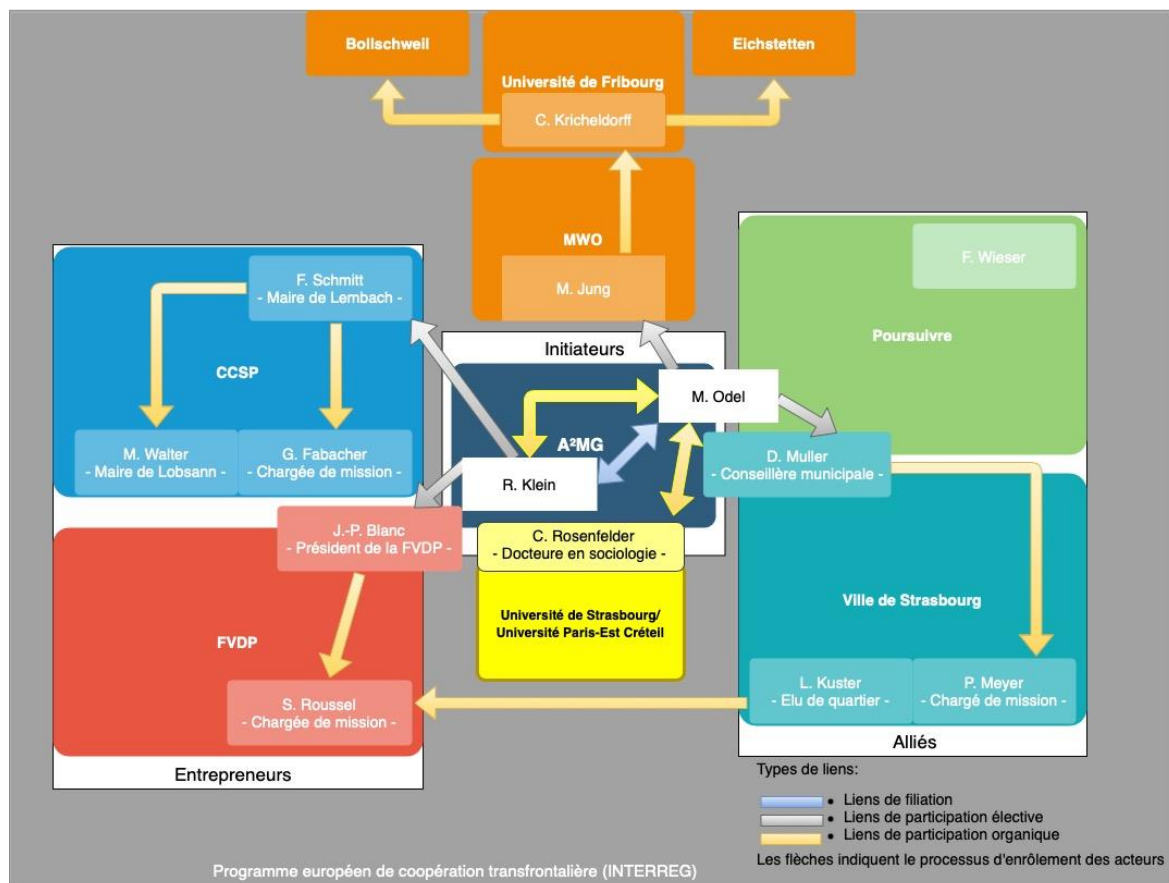 Bollschweil
Eichstetten
Université de Fribourg
C. Kricheldorff
MWO
M. Jung
F. Schmitt
- Maire de Lembach -
CCSP
M. Walter
- Maire de Lobsann -
G. Fabacher
- Chargée de mission -
Initiateurs
M. Odel
A²MG
R. Klein
F. Wieser
Poursuivre
D. Muller
- Conseillère municipale -
J.-P. Blanc
- Président de la FVDP -
C. Rosenfelder
- Docteure en sociologie -
Université de Strasbourg/
Université Paris-Est Créteil
Ville de Strasbourg
FVDP
S. Roussel
- Chargée de mission -
L. Kuster
- Elu de quartier -
P. Meyer
- Chargé de mission -
Entrepreneurs
Alliés
Types de liens:
• Liens de filiation
• Liens de participation élective
• Liens de participation organique
Les flèches indiquent le processus d'enrôlement des acteurs
Programme européen de coopération transfrontalière (INTERREG)